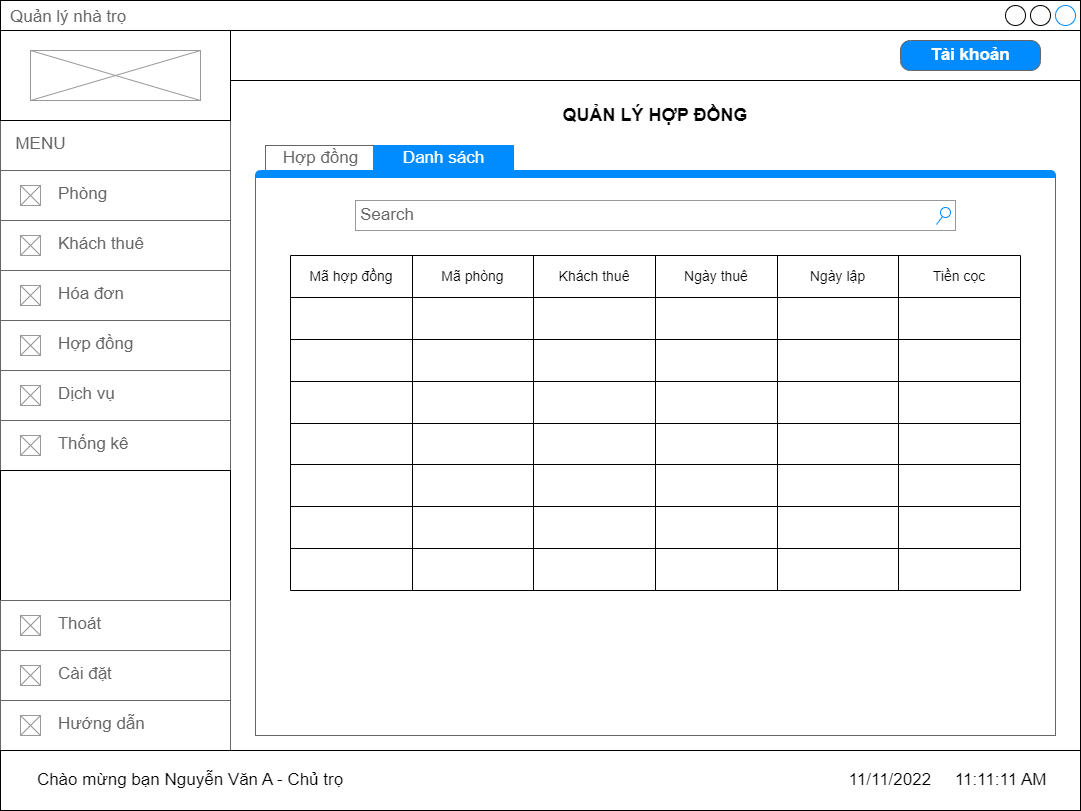 Quản lý nhà trọ
Tài khoản
MENU
Phòng
Khách thuê
Hóa đơn
Hợp đồng
Dịch vụ
Thống kê
Thoát
Cài đặt
Hướng dẫn
QUẢN LÝ HỢP ĐỒNG
Hợp đồng Danh sách
Search
Mã hợp đồng Mã phòng Khách thuê Ngày thuê Ngày lập Tiền cọc
Chào mừng bạn Nguyễn Văn A - Chủ trọ 11/11/2022 11:11:11 AM